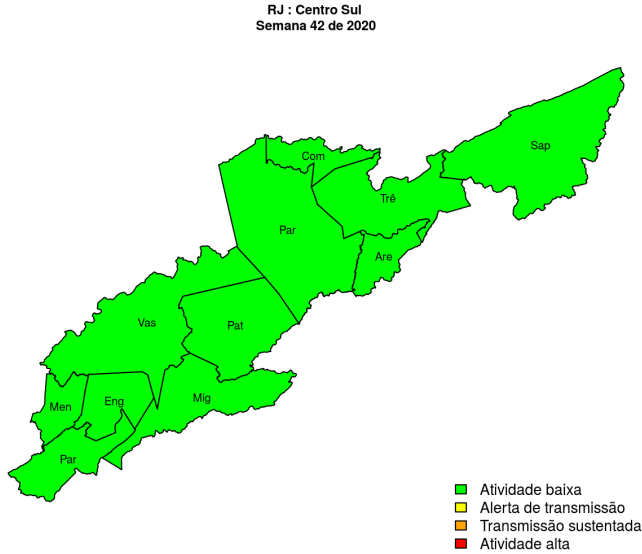 RJ : Centro Sul
Semana 42 de 2020
Sap
Com
Trê
Par
Are
Vas
Pat
Mig
Men
Eng
Par
Atividade baixa
Alerta de transmissão
Transmissão sustentada
Atividade alta